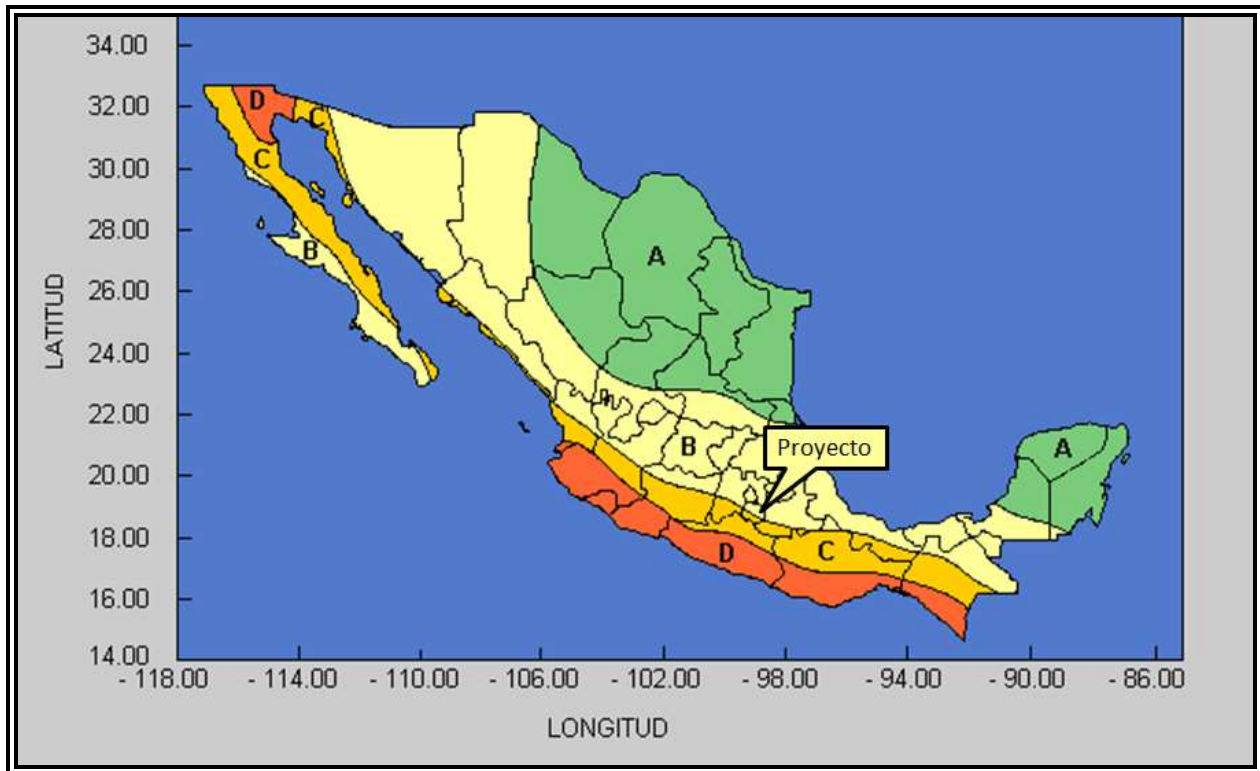 34.00
32.00
30.00
28.00
26.00
24.00
22.00
20.00
18.00
16.00
14.00
LATITUD
D
C
C
B
A
B
Proyecto
A
D
C
- 118.00 - 114.00 - 110.00 - 106.00 - 102.00 - 98.00 - 94.00 - 90.00 - 86.00
LONGITUD